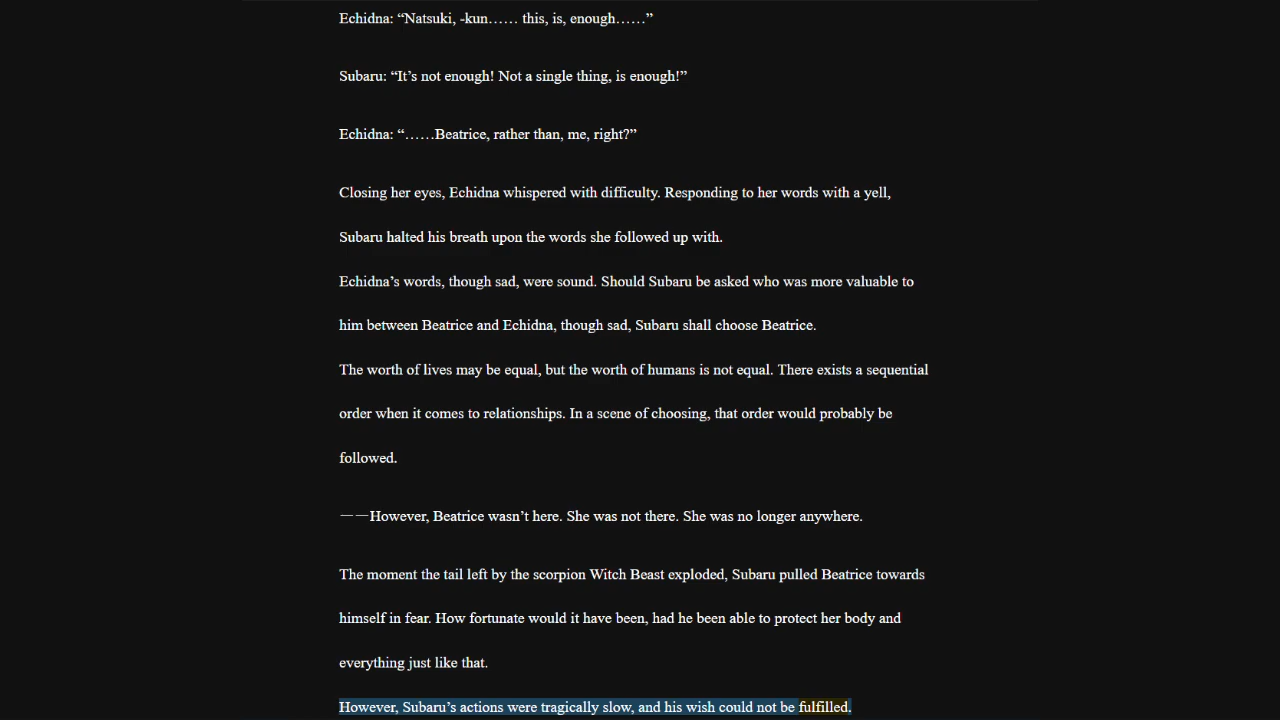 Echidna: “Natsuki, -kun…… this, is, enough……”
Subaru: “It’s not enough! Not a single thing, is enough!”
Echidna: “……Beatrice, rather than, me, right?”
Closing her eyes, Echidna whispered with difficulty. Responding to her words with a yell,
Subaru halted his breath upon the words she followed up with.
Echidna’s words, though sad, were sound. Should Subaru be asked who was more valuable to
him between Beatrice and Echidna, though sad, Subaru shall choose Beatrice.
The worth of lives may be equal, but the worth of humans is not equal. There exists a sequential
order when it comes to relationships. In a scene of choosing, that order would probably be
followed.
――However, Beatrice wasn’t here. She was not there. She was no longer anywhere.
The moment the tail left by the scorpion Witch Beast exploded, Subaru pulled Beatrice towards
himself in fear. How fortunate would it have been, had he been able to protect her body and
everything just like that.
However, Subaru’s actions were tragically slow, and his wish could not be fulfilled.